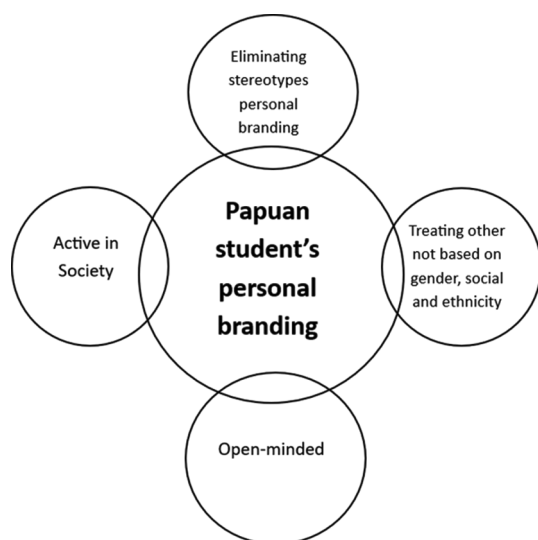 Eliminating
stereotypes
personal
branding
Papuan
student's
personal
branding
Active in
Society
Treating other
not based on
gender, social
and ethnicity
Open-minded